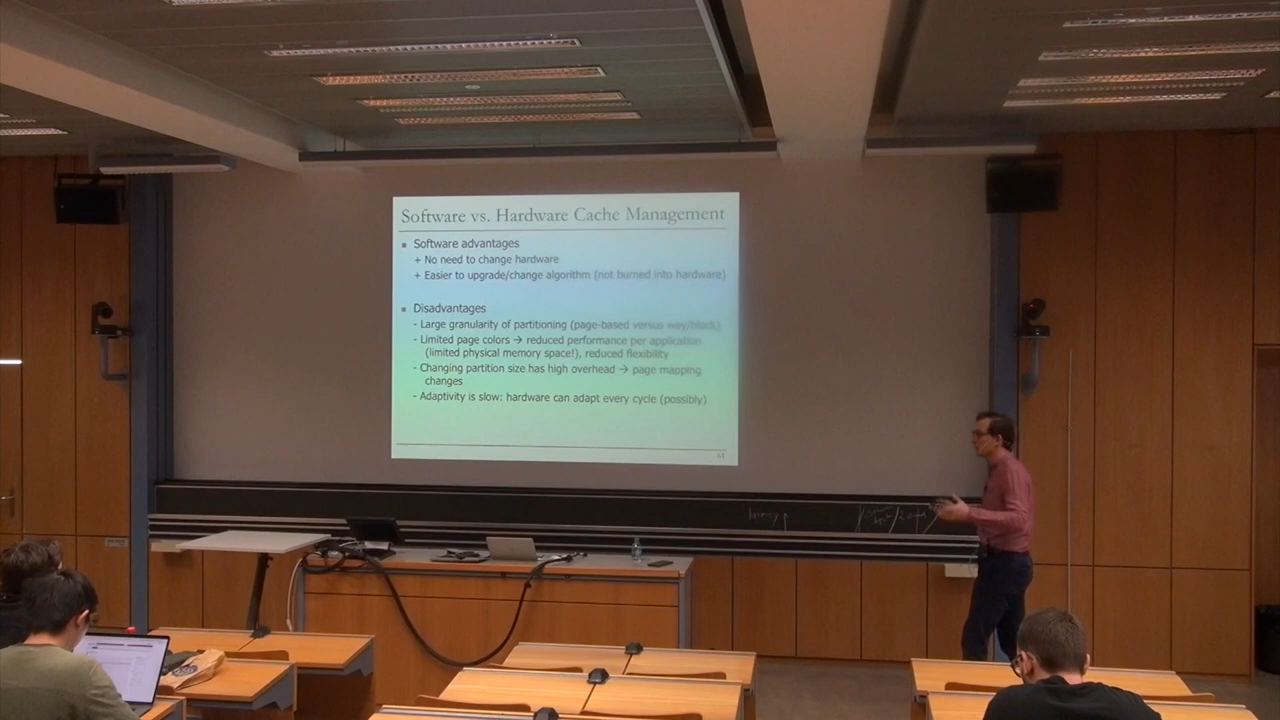 Software vs. Hardware Cache Management
▪ Software advantages
+ No need to change hardware
+ Easier to upgrade/change algorithm (not burned into hardware)
▪ Disadvantages
- Large granularity of partitioning (page-based versus way/block)
- Limited page colors → reduced performance per application
(limited physical memory space!), reduced flexibility
- Changing partition size has high overhead → page mapping
changes
- Adaptivity is slow: hardware can adapt every cycle (possibly)